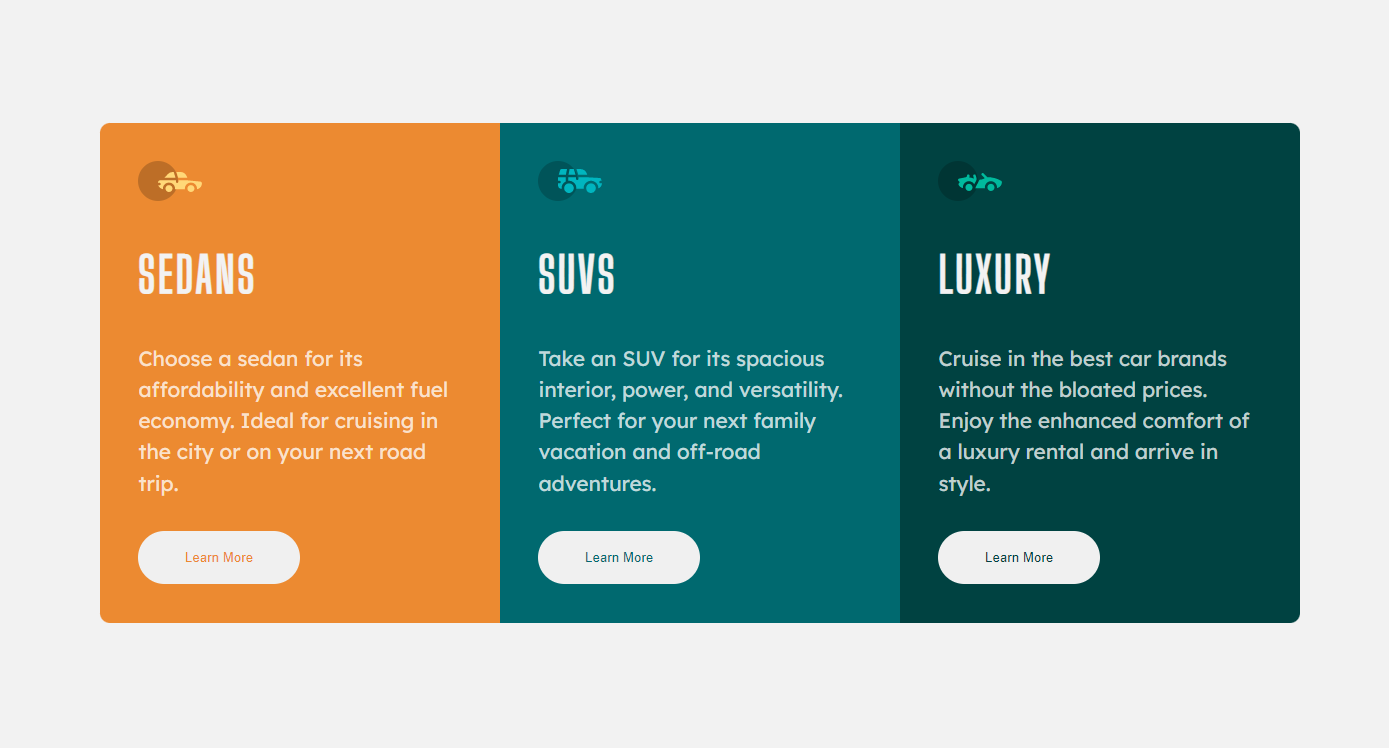 SEDANS
Choose a sedan for its
affordability and excellent fuel
economy. Ideal for cruising in
the city or on your next road
trip.
Learn More
SUVS
Take an SUV for its spacious
interior, power, and versatility.
Perfect for your next family
vacation and off-road
adventures.
Learn More
LUXURY
Cruise in the best car brands
without the bloated prices.
Enjoy the enhanced comfort of
a luxury rental and arrive in
style.
Learn More